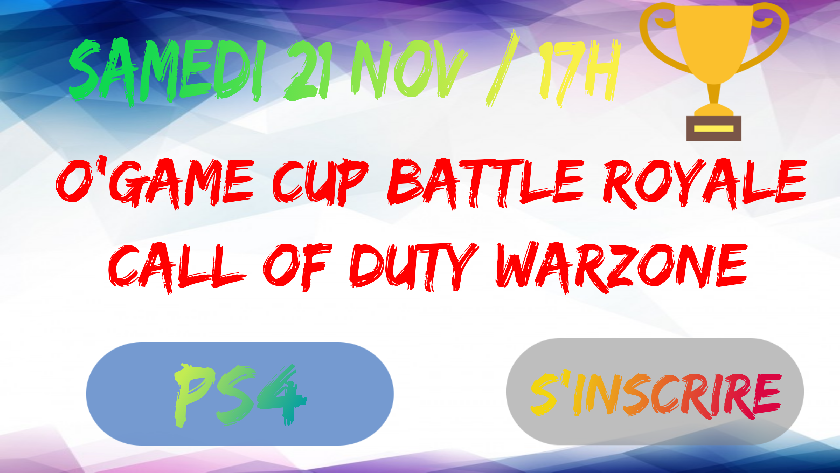 SAMEDI 21 NOV / 17H
O'GAME CUP BATTLE ROYALE
CALL OF DUTY WARZONE
PS4
S'INSCRIRE